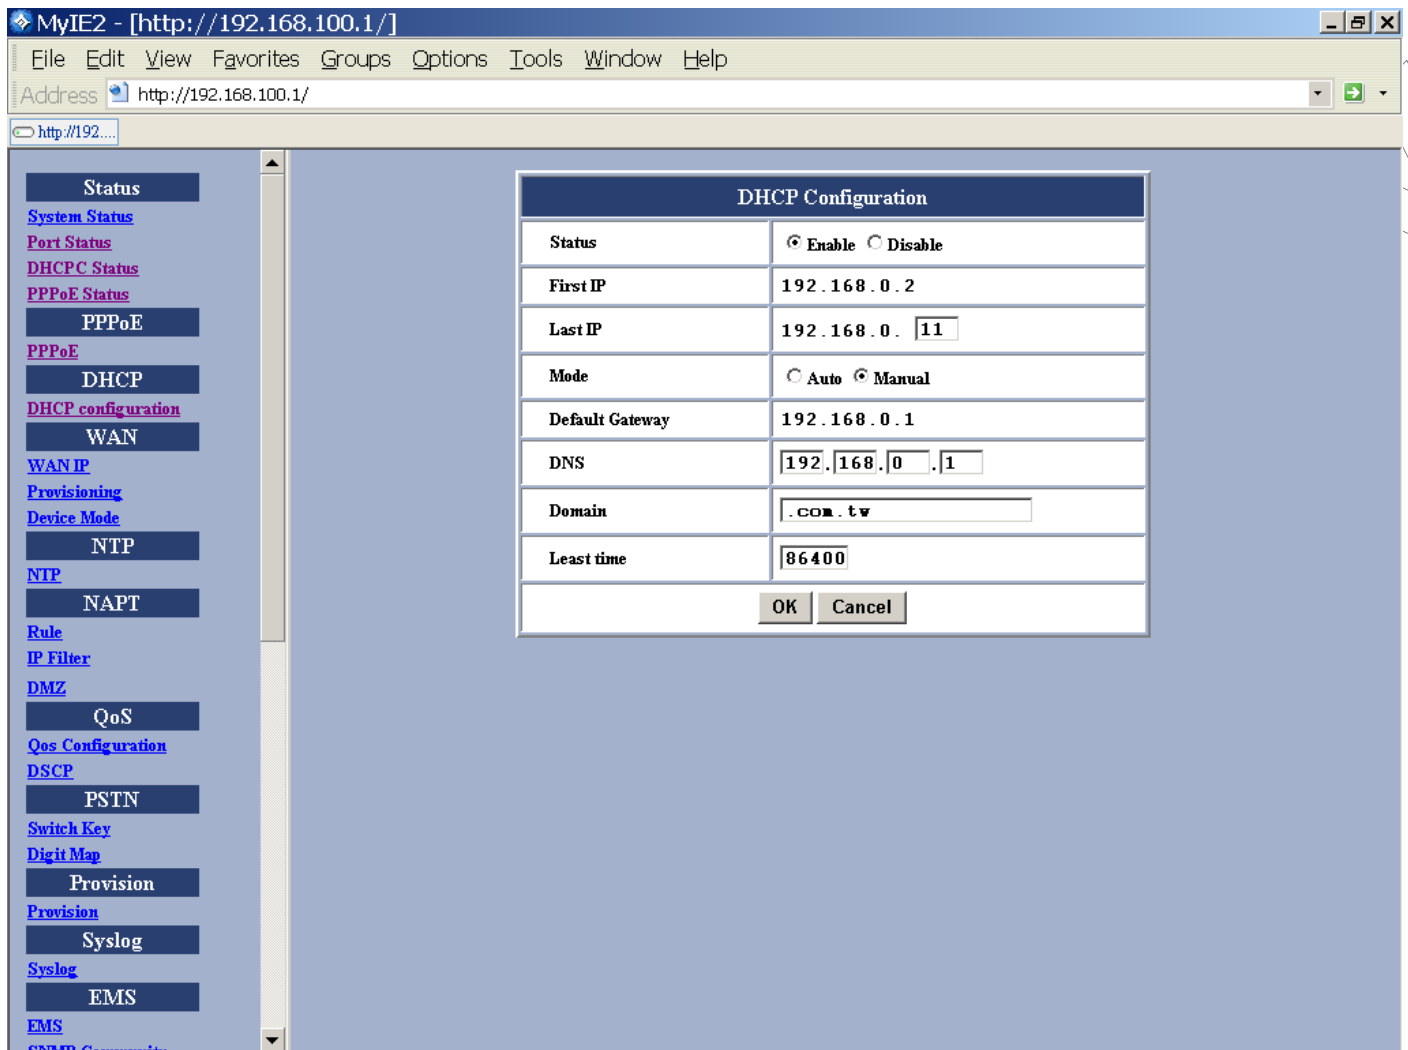 MyIE2 - [http://192.168.100.1/]
File Edit View Favorites Groups Options Tools Window Help
Address http://192.168.100.1/
http://192....
Status
System Status
Port Status
DHCPC Status
PPPoE Status
PPPoE
PPPoE
DHCP
DHCP configuration
WAN
WAN IP
Provisioning
Device Mode
NTP
NTP
NAPT
Rule
IP Filter
DMZ
QoS
Qos Configuration
DSCP
PSTN
Switch Key
Digit Map
Provision
Provision
Syslog
Syslog
EMS
EMS
SNMP Community
DHCP Configuration
Status Enable Disable
First IP 192.168.0.2
Last IP 192.168.0. 11
Mode Auto Manual
Default Gateway 192.168.0.1
DNS 192.168.0.1
Domain .com.tw
Least time 86400
OK Cancel